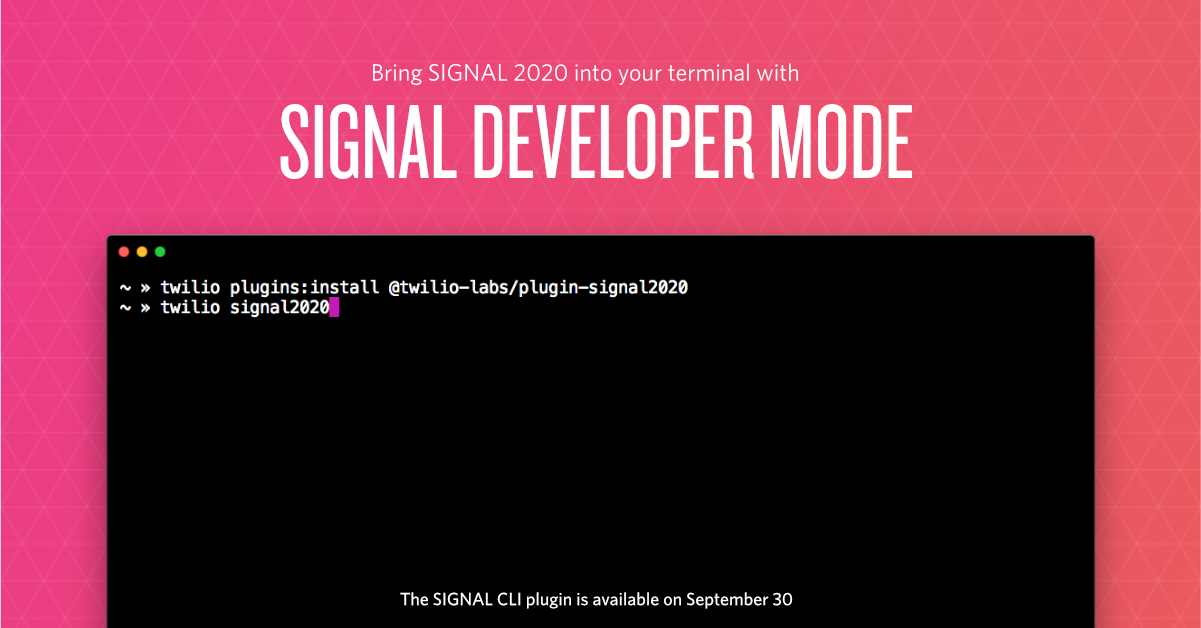 Bring SIGNAL 2020 into your terminal with
SIGNAL DEVELOPER MODE
~ » twilio plugins:install @twilio-labs/plugin-signal2020
~ » twilio signal2020
The SIGNAL CLI plugin is available on September 30